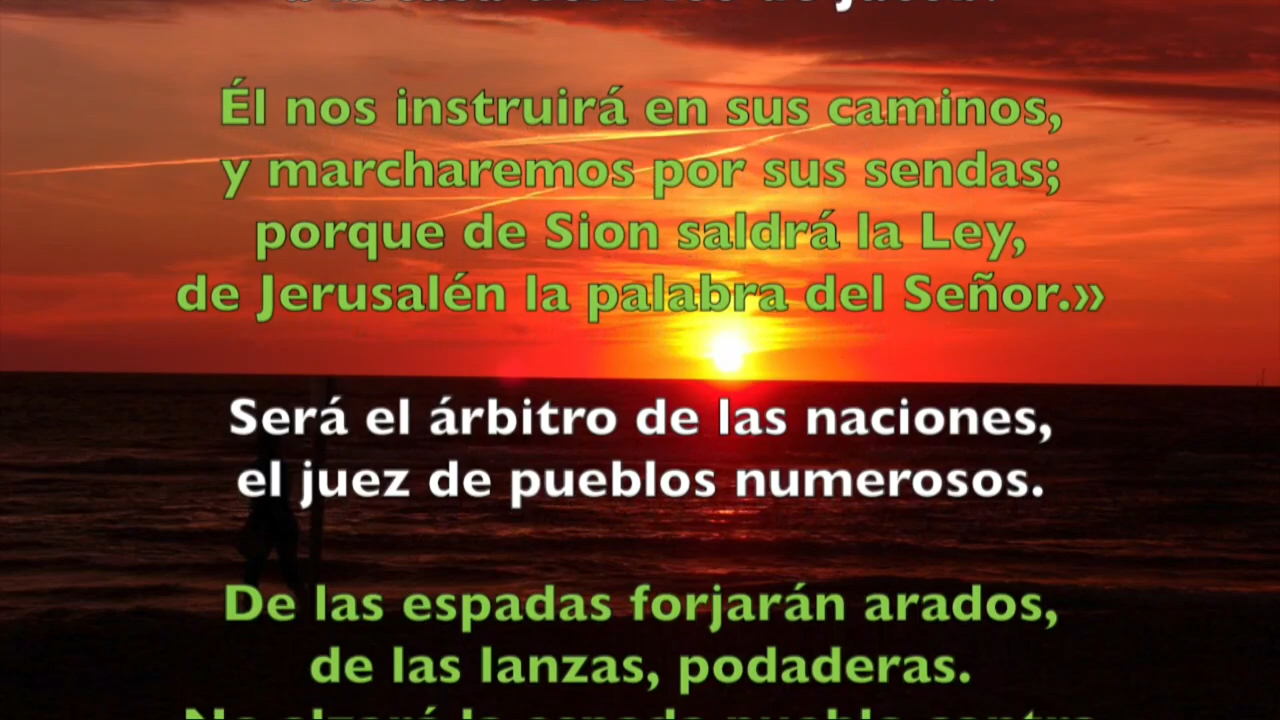 Él nos instruirá en sus caminos,
y marcharemos por sus sendas;
porque de Sion saldrá la Ley,
de Jerusalén la palabra del Señor.»
Será el árbitro de las naciones,
el juez de pueblos numerosos.
De las espadas forjarán arados,
de las lanzas, podaderas.